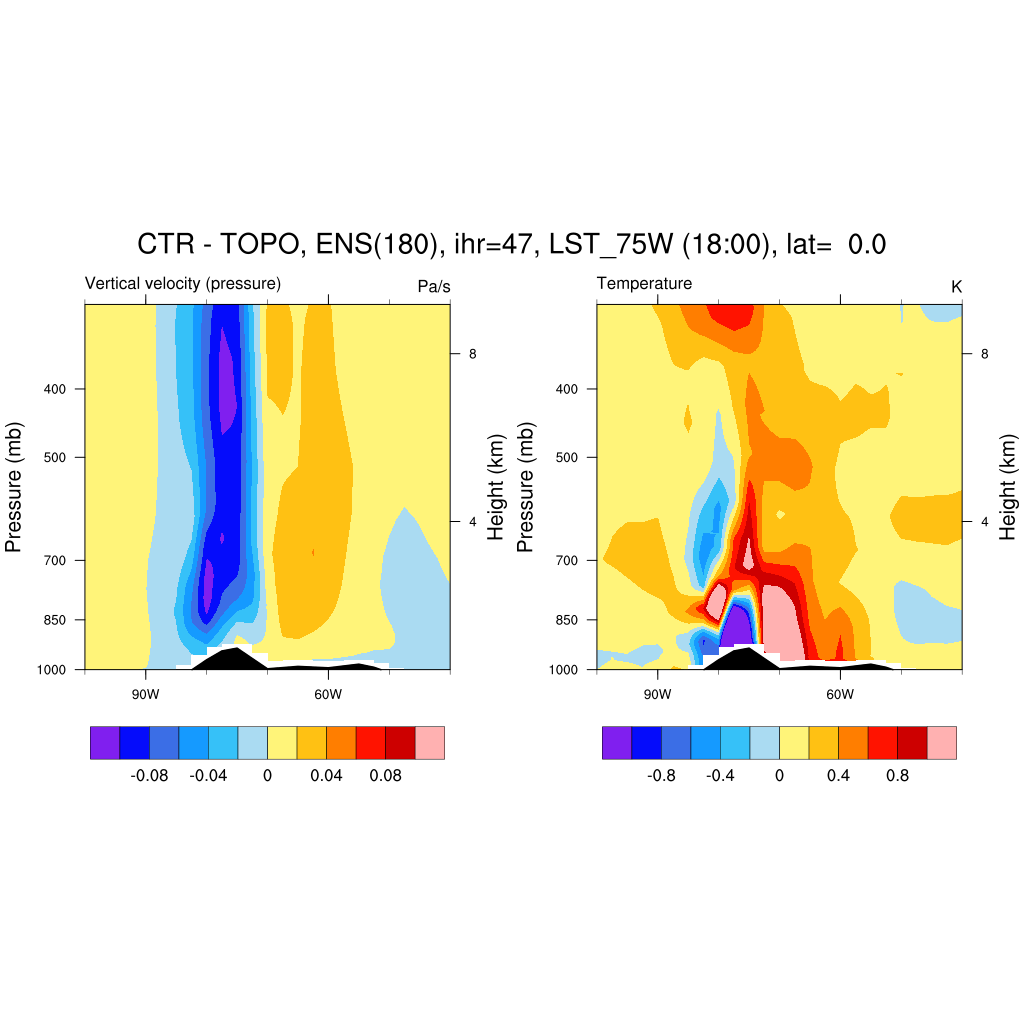 CTR - TOPO, ENS(180), ihr=47, LST_75W (18:00), lat=  0.0
Vertical velocity (pressure)
Pa/s
Pressure (mb)
400
500
700
850
1000
8
4
Height (km)
90W
60W
-0.08
-0.04
0
0.04
0.08
Temperature
K
Pressure (mb)
400
500
700
850
1000
8
4
Height (km)
90W
60W
-0.8
-0.4
0
0.4
0.8